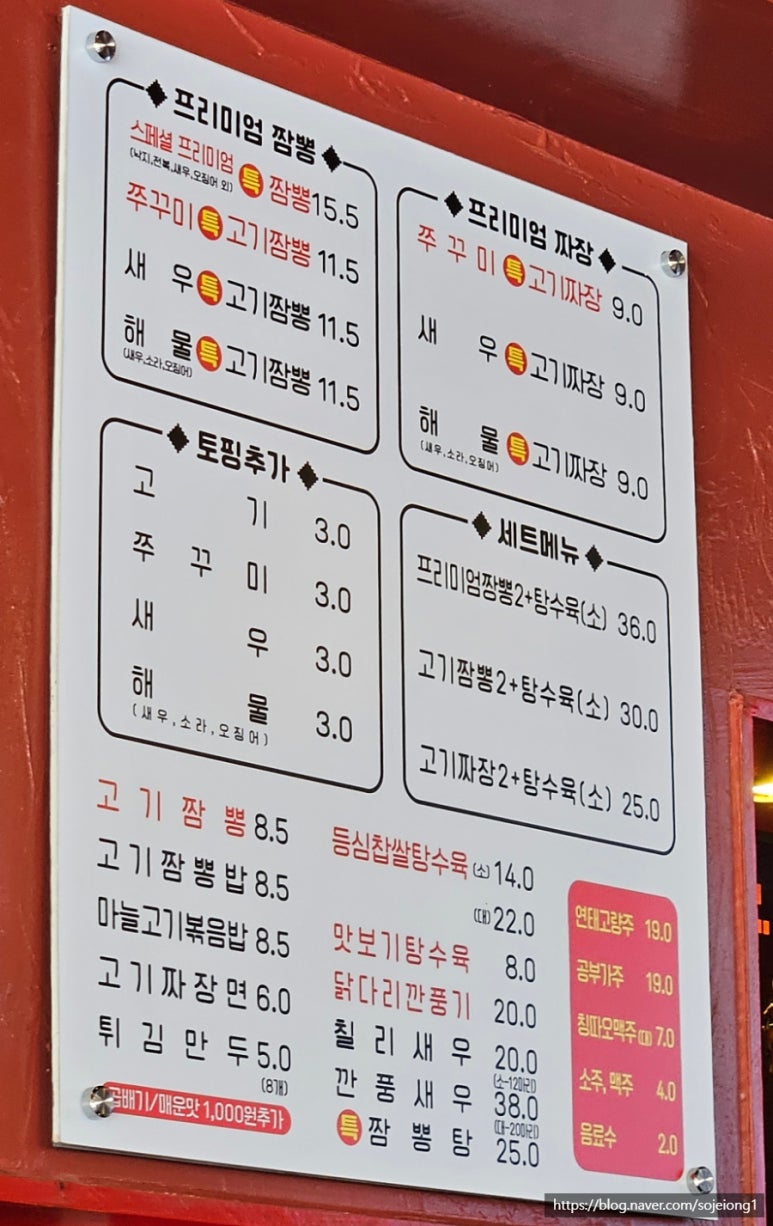 프리미엄 짬뽕
스페셜 프리미엄 특 짬뽕 15.5
(낙지,전복,새우,오징어 외)
쭈꾸미 특 고기짬뽕 11.5
새우 특 고기짬뽕 11.5
해물 특 고기짬뽕 11.5
(새우,소라,오징어)
프리미엄 짜장
쭈꾸미 특 고기짜장 9.0
새우 특 고기짜장 9.0
해물 특 고기짜장 9.0
(새우,소라,오징어)
토핑추가
고기 3.0
쭈꾸미 3.0
새우 3.0
해물 3.0
(새우,소라,오징어)
세트메뉴
프리미엄짬뽕2+탕수육(소) 36.0
고기짬뽕2+탕수육(소) 30.0
고기짜장2+탕수육(소) 25.0
고기짬뽕 8.5
고기짬뽕밥 8.5
마늘고기볶음밥 8.5
고기짜장면 6.0
튀김만두 5.0
(8개)
곱배기/매운맛 1,000원추가
등심찹쌀탕수육 (소) 14.0
(대) 22.0
맛보기탕수육 8.0
닭다리깐풍기 20.0
칠리새우 20.0
(소-12마리)
깐풍새우 38.0
(대-20마리)
특 짬뽕탕 25.0
연태고량주 19.0
공부가주 19.0
칭따오맥주(대) 7.0
소주, 맥주 4.0
음료수 2.0
https://blog.naver.com/sojeiong1